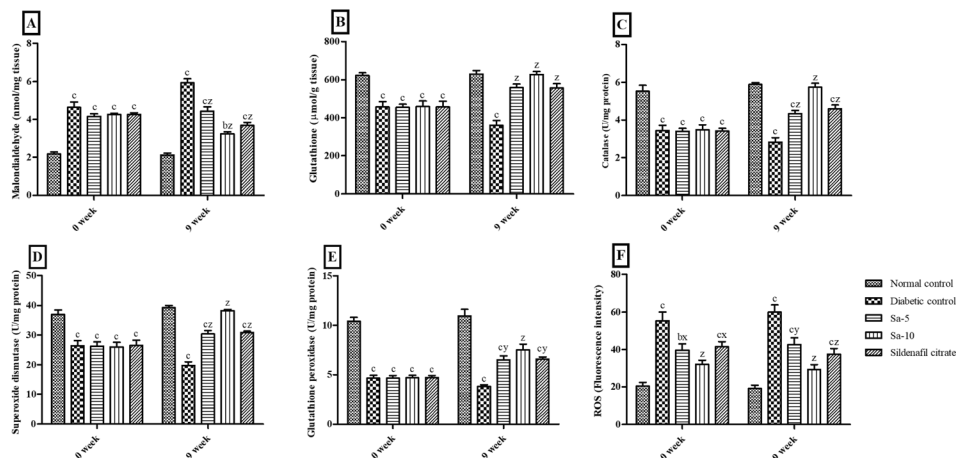 A
Malondialdehyde (nmol/mg tissue)
8
6
4
2
0
c
c
c
c
c
cz
bz
cz
0 week
9 week
B
Glutathione (µmol/g tissue)
800
600
400
200
0
c
c
c
c
c
z
z
z
0 week
9 week
C
Catalase (U/mg protein)
8
6
4
2
0
c
c
c
c
c
cz
z
cz
0 week
9 week
D
Superoxide dismutase (U/mg protein)
50
40
30
20
10
0
c
c
c
c
c
cz
z
cz
0 week
9 week
E
Glutathione peroxidase (U/mg protein)
15
10
5
0
c
c
c
c
c
cy
z
cy
0 week
9 week
F
ROS (Fluorescence intensity)
80
60
40
20
0
c
bx
z
cx
c
cy
z
cz
0 week
9 week
Normal control
Diabetic control
Sa-5
Sa-10
Sildenafil citrate